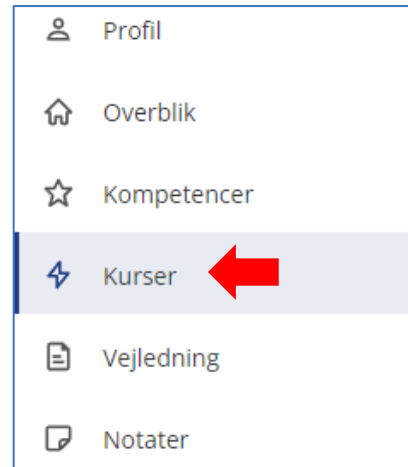 Profil
Overblik
Kompetencer
Kurser
Vejledning
Notater